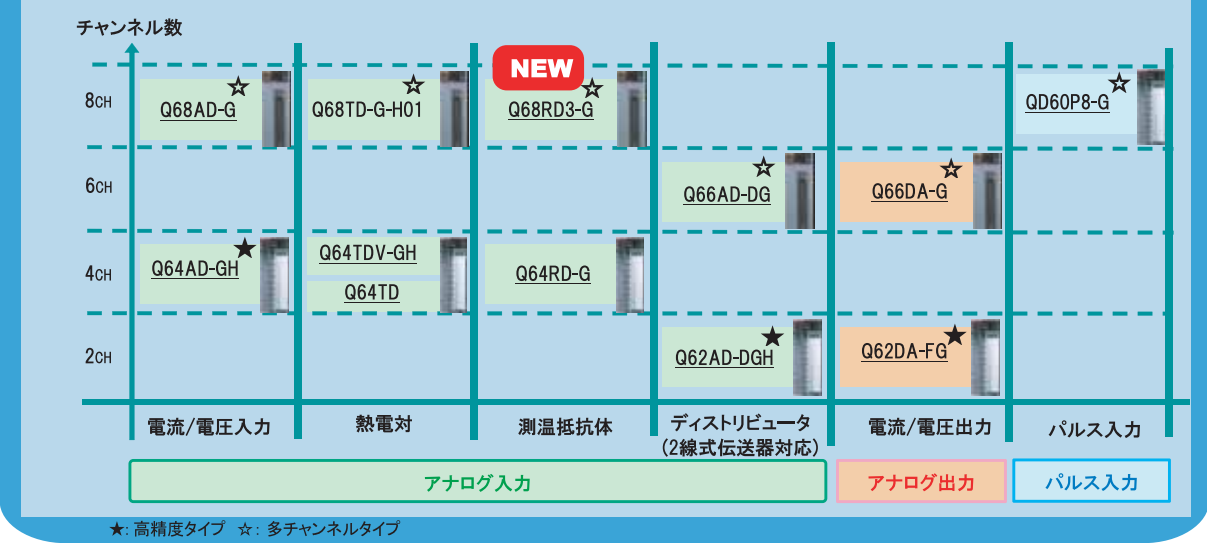 チャンネル数
NEW
8CH
☆
Q68AD-G
☆
Q68TD-G-H01
☆
Q68RD3-G
☆
QD60P8-G
6CH
☆
Q66AD-DG
☆
Q66DA-G
4CH
★
Q64AD-GH
Q64TDV-GH
Q64TD
Q64RD-G
2CH
★
Q62AD-DGH
★
Q62DA-FG
電流/電圧入力
熱電対
測温抵抗体
ディストリビュータ
(2線式伝送器対応)
電流/電圧出力
パルス入力
アナログ入力
アナログ出力
パルス入力
★: 高精度タイプ ☆: 多チャンネルタイプ